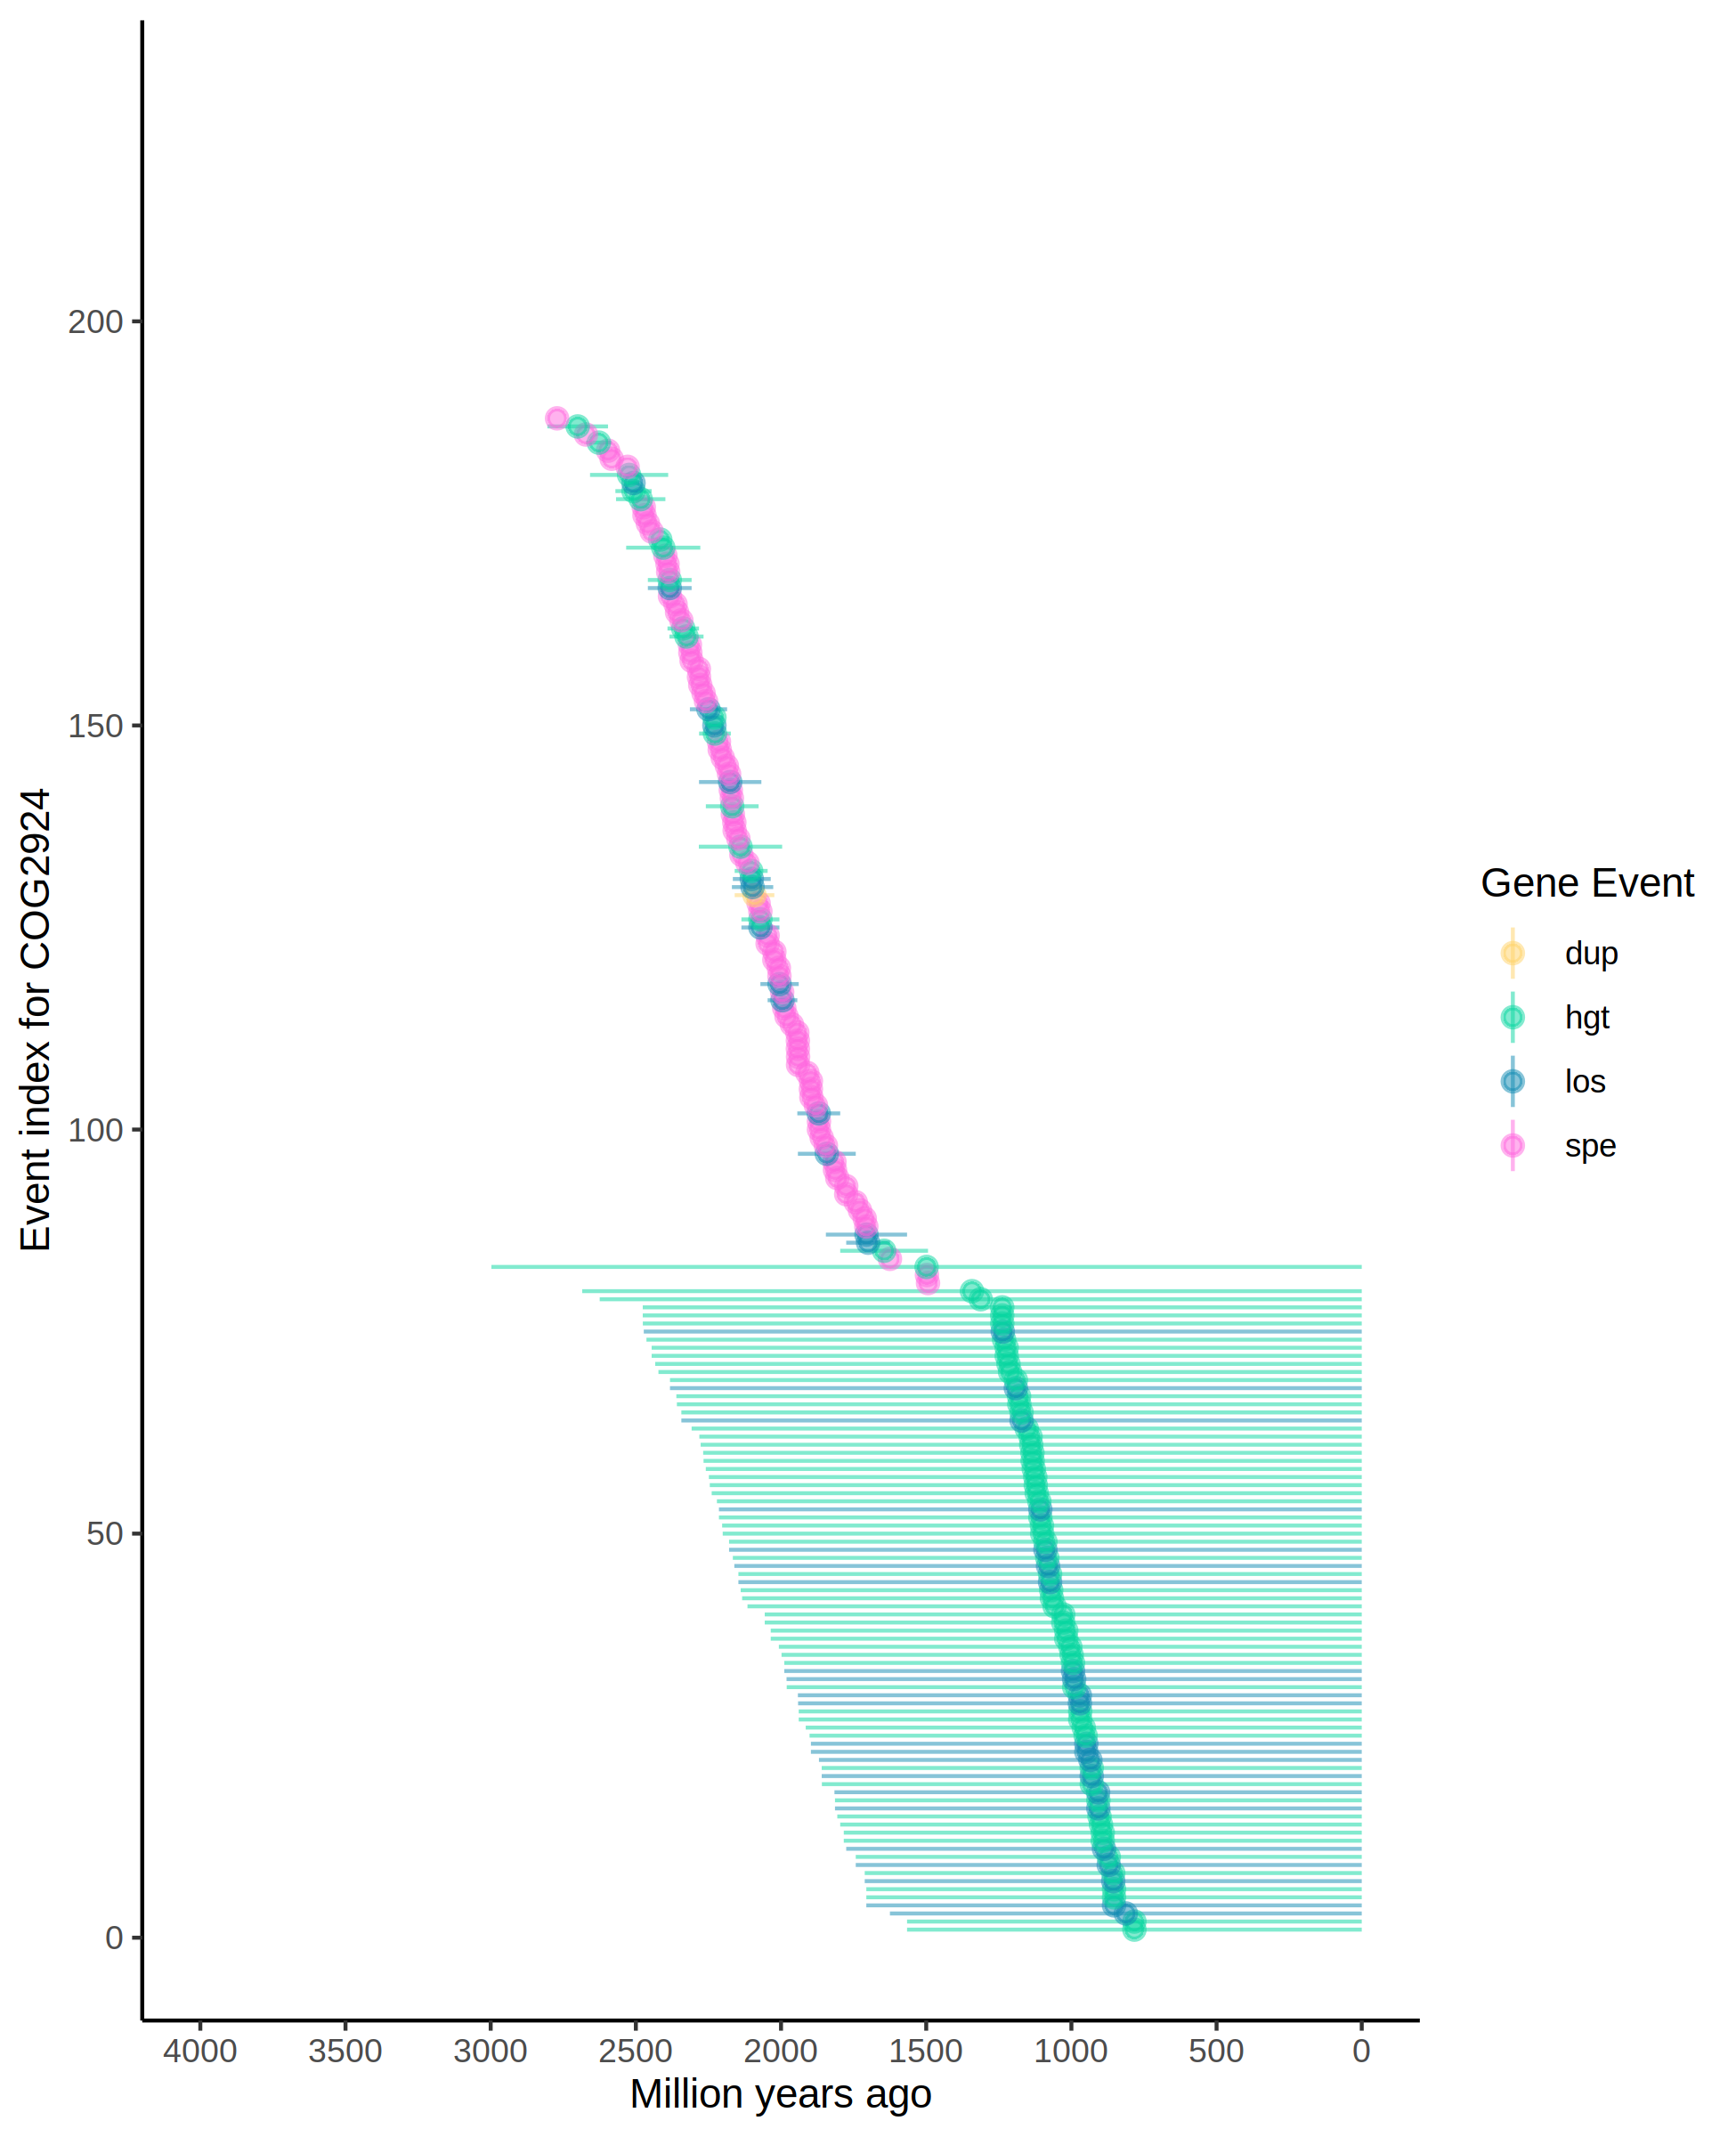 Event index for COG2924
200
150
100
50
0
4000 3500 3000 2500 2000 1500 1000 500 0
Million years ago
Gene Event
dup
hgt
los
spe